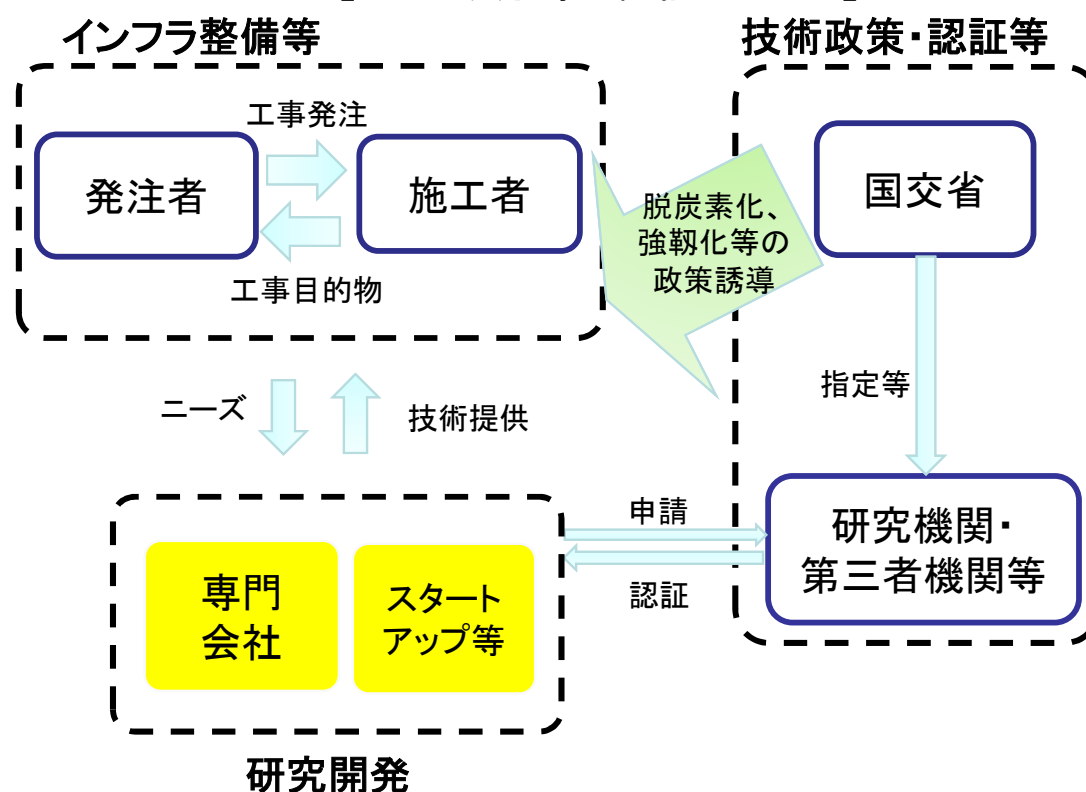 インフラ整備等
技術政策・認証等
工事発注
発注者
施工者
工事目的物
脱炭素化、
強靱化等の
政策誘導
国交省
指定等
ニーズ
技術提供
申請
認証
研究機関・
第三者機関等
専門
会社
スタート
アップ等
研究開発